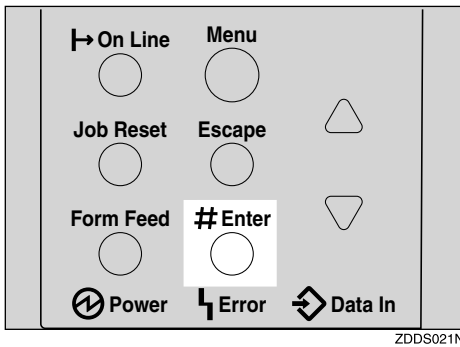 On Line Menu
Job Reset Escape
Form Feed # Enter
Power Error Data In
ZDDS021N